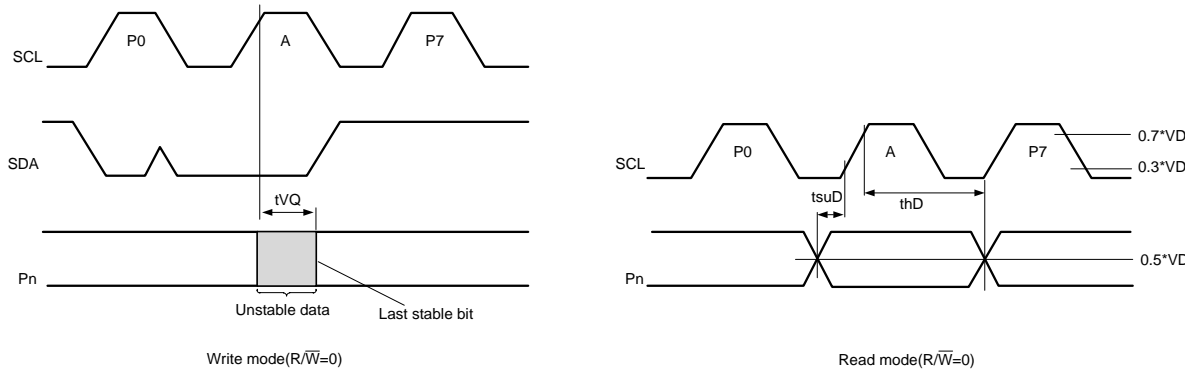 SCL
P0
A
P7
SDA
tVQ
Pn
Unstable data
Last stable bit
Write mode(R/W̅=0)
SCL
P0
A
P7
0.7*VD
0.3*VD
tsuD
thD
Pn
0.5*VD
Read mode(R/W̅=0)